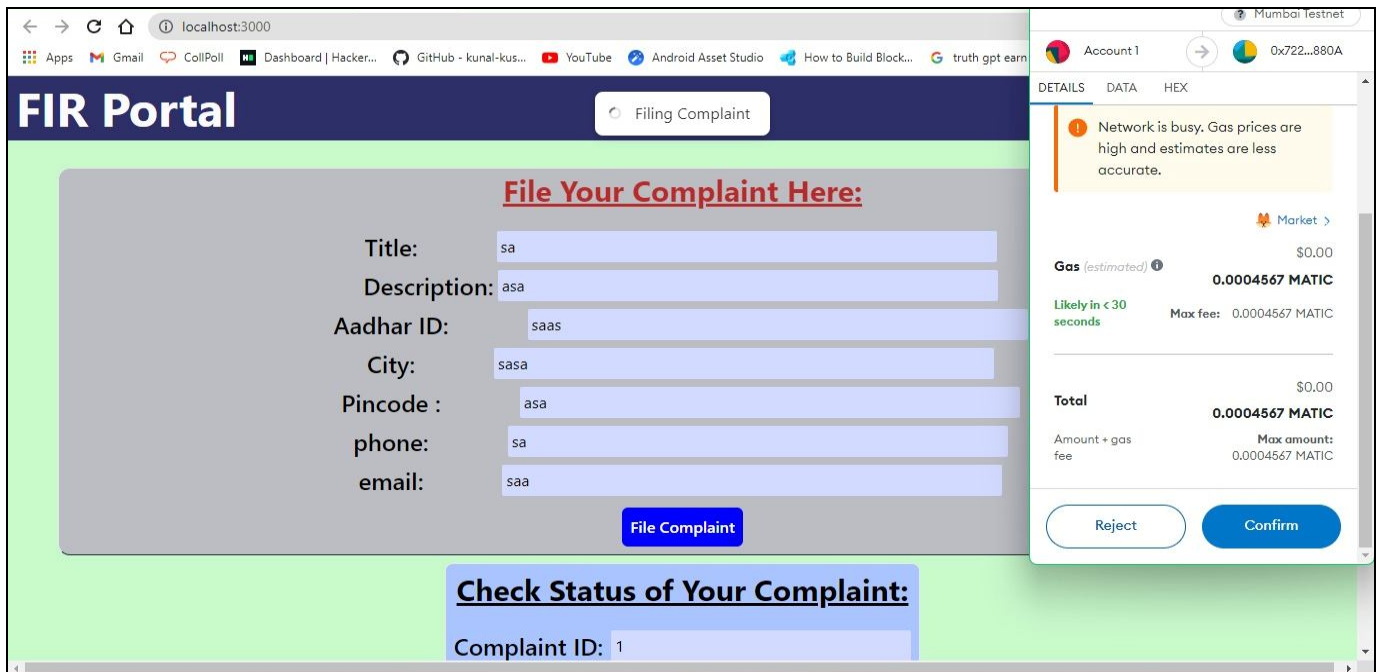 localhost:3000
Apps Gmail CollPoll Dashboard | Hacker... GitHub - kunal-kus... YouTube Android Asset Studio How to Build Block... truth gpt earn
FIR Portal
Filing Complaint
File Your Complaint Here:
Title: sa
Description: asa
Aadhar ID: saas
City: sasa
Pincode : asa
phone: sa
email: saa
File Complaint
Check Status of Your Complaint:
Complaint ID: 1
Mumbai Testnet
Account 1 0x722...880A
DETAILS DATA HEX
Network is busy. Gas prices are
high and estimates are less
accurate.
Market >
$0.00
Gas (estimated) 0.0004567 MATIC
Likely in < 30
seconds
Max fee: 0.0004567 MATIC
$0.00
Total
0.0004567 MATIC
Amount + gas
fee
Max amount:
0.0004567 MATIC
Reject Confirm